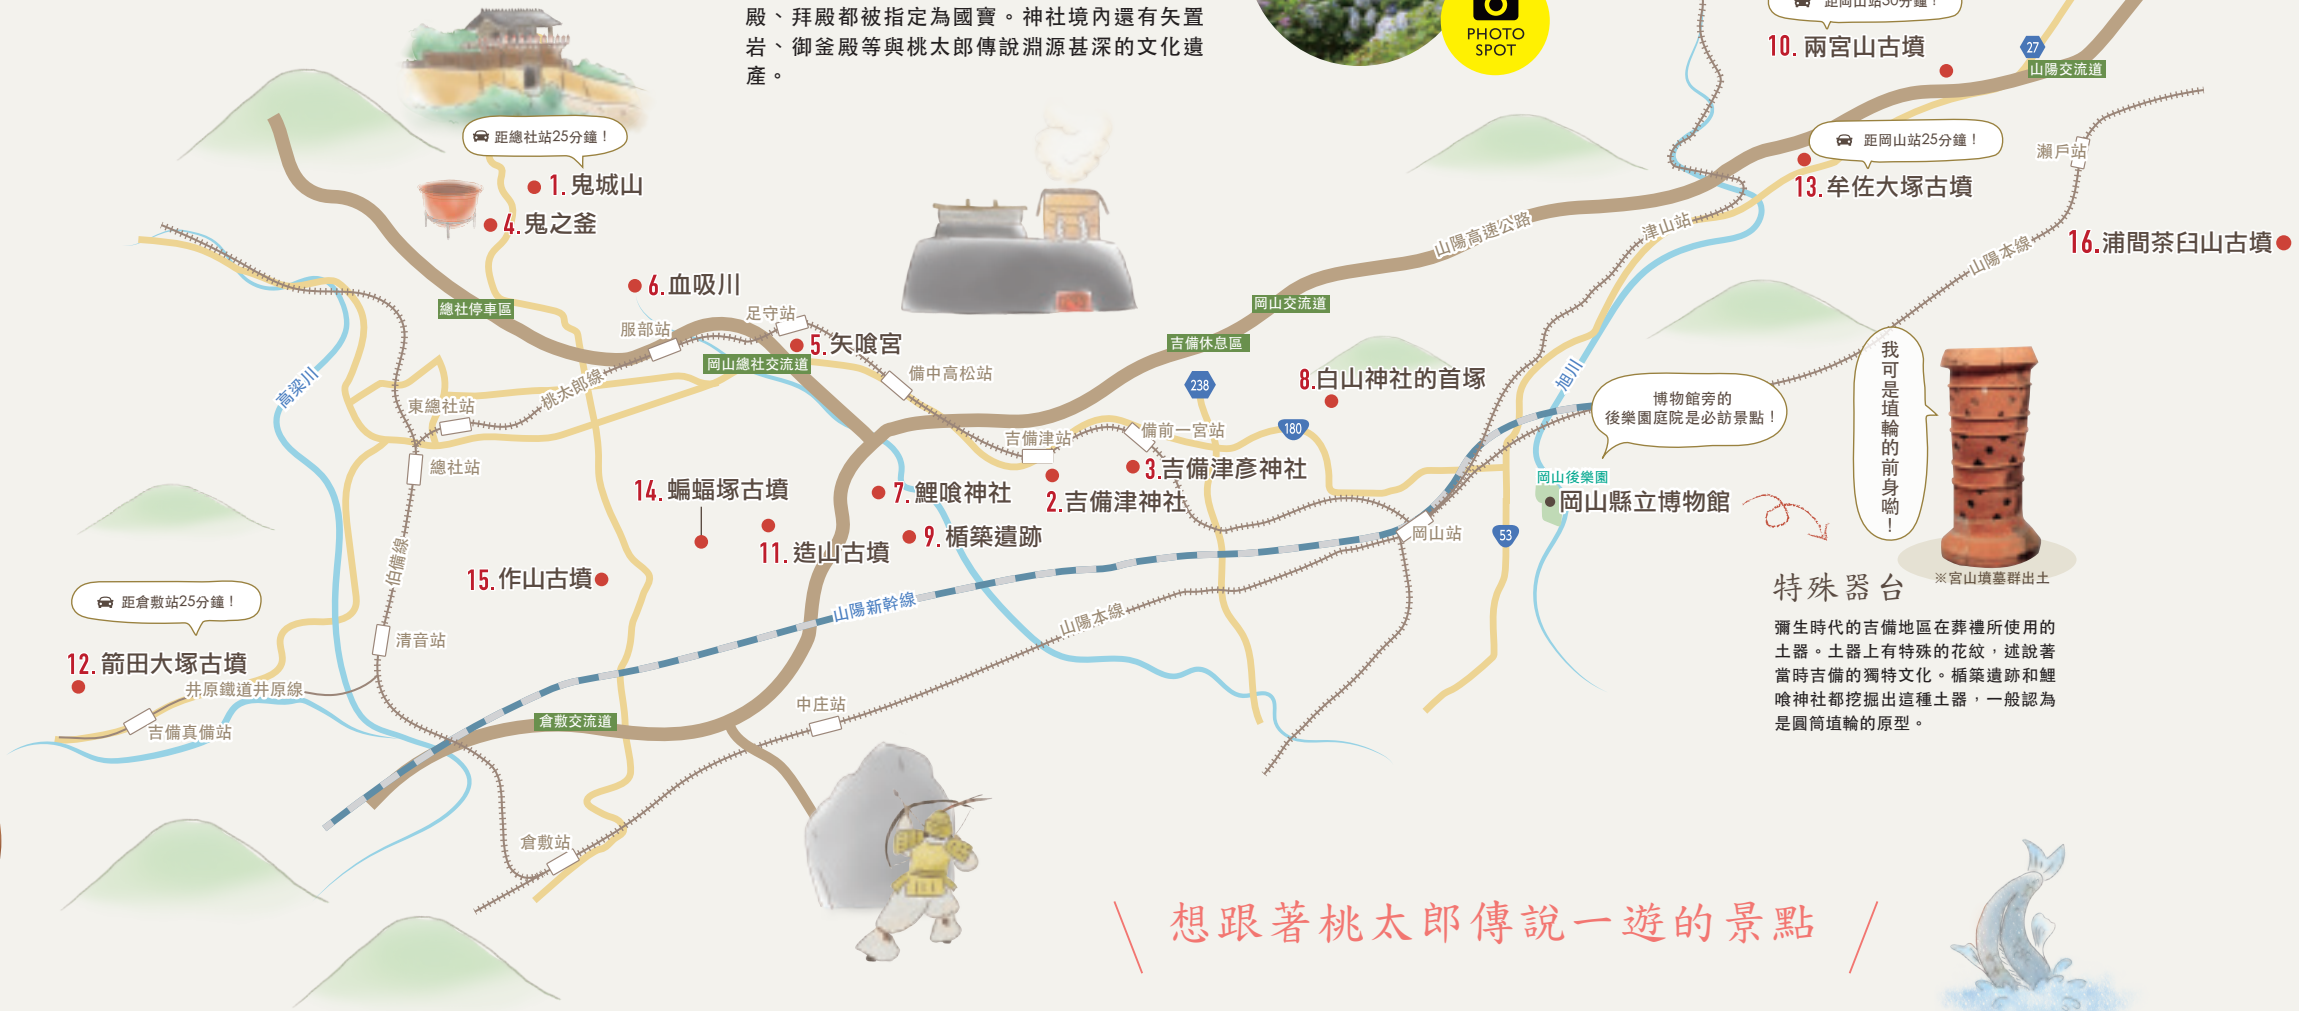 殿、拜殿都被指定為國寶。神社境內還有矢置
岩、御釜殿等與桃太郎傳說淵源甚深的文化遺
產。
PHOTO
SPOT
距岡山站30分鐘！
10. 兩宮山古墳
27
山陽交流道
距總社站25分鐘！
1. 鬼城山
4. 鬼之釜
距岡山站25分鐘！
13. 牟佐大塚古墳
瀨戶站
16. 浦間茶臼山古墳
山陽本線
津山站
山陽高速公路
6. 血吸川
總社停車區
服部站
足守站
5. 矢喰宮
岡山總社交流道
岡山交流道
吉備休息區
備中高松站
238
8. 白山神社的首塚
高梁川
桃太郎線
東總社站
旭川
博物館旁的
後樂園庭院是必訪景點！
我可是埴輪的前身喲！
吉備津站
備前一宮站
180
總社站
3. 吉備津彥神社
14. 蝙蝠塚古墳
7. 鯉喰神社
2. 吉備津神社
岡山後樂園
岡山縣立博物館
9. 楯築遺跡
11. 造山古墳
岡山站
53
伯備線
15. 作山古墳
※宮山墳墓群出土
特殊器台
彌生時代的吉備地區在葬禮所使用的
土器。土器上有特殊的花紋，述說著
當時吉備的獨特文化。楯築遺跡和鯉
喰神社都挖掘出這種土器，一般認為
是圓筒埴輪的原型。
距倉敷站25分鐘！
山陽新幹線
山陽本線
清音站
12. 箭田大塚古墳
井原鐵道井原線
吉備真備站
中庄站
倉敷交流道
倉敷站
想跟著桃太郎傳說一遊的景點